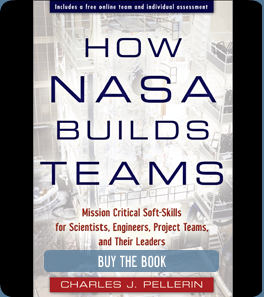 Includes a free online team and individual assessment
HOW
NASA
BUILDS
TEAMS
Mission Critical Soft-Skills
for Scientists, Engineers, Project Teams,
and Their Leaders
BUY THE BOOK
CHARLES J. PELLERIN